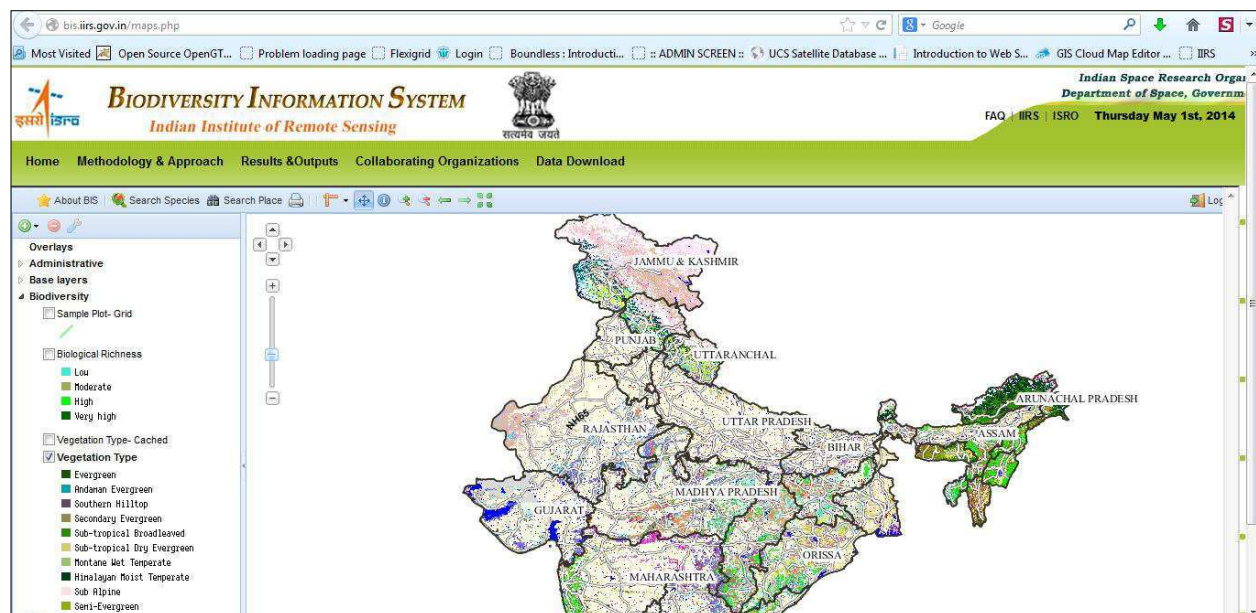 bis.iirs.gov.in/maps.php
Google
Most Visited Open Source OpenGT... Problem loading page Flexigrid Login Boundless : Introducti... :: ADMIN SCREEN :: UCS Satellite Database ... Introduction to Web S... GIS Cloud Map Editor ... IIRS »
Indian Space Research Orga
Department of Space, Governm
BIODIVERSITY INFORMATION SYSTEM
Indian Institute of Remote Sensing
इसरो isro
सत्यमेव जयते
FAQ | IIRS | ISRO Thursday May 1st, 2014
Home Methodology & Approach Results &Outputs Collaborating Organizations Data Download
About BIS Search Species Search Place Log
Overlays
Administrative
Base layers
Biodiversity
Sample Plot- Grid
Biological Richness
Low
Moderate
High
Very high
Vegetation Type- Cached
Vegetation Type
Evergreen
Andaman Evergreen
Southern Hilltop
Secondary Evergreen
Sub-tropical Broadleaved
Sub-tropical Dry Evergreen
Montane Wet Temperate
Himalayan Moist Temperate
Sub Alpine
Semi-Evergreen
JAMMU & KASHMIR
PUNJAB
UTTARANCHAL
ARUNACHAL PRADESH
NH65
RAJASTHAN
UTTAR PRADESH
ASSAM
BIHAR
MADHYA PRADESH
GUJARAT
ORISSA
MAHARASHTRA